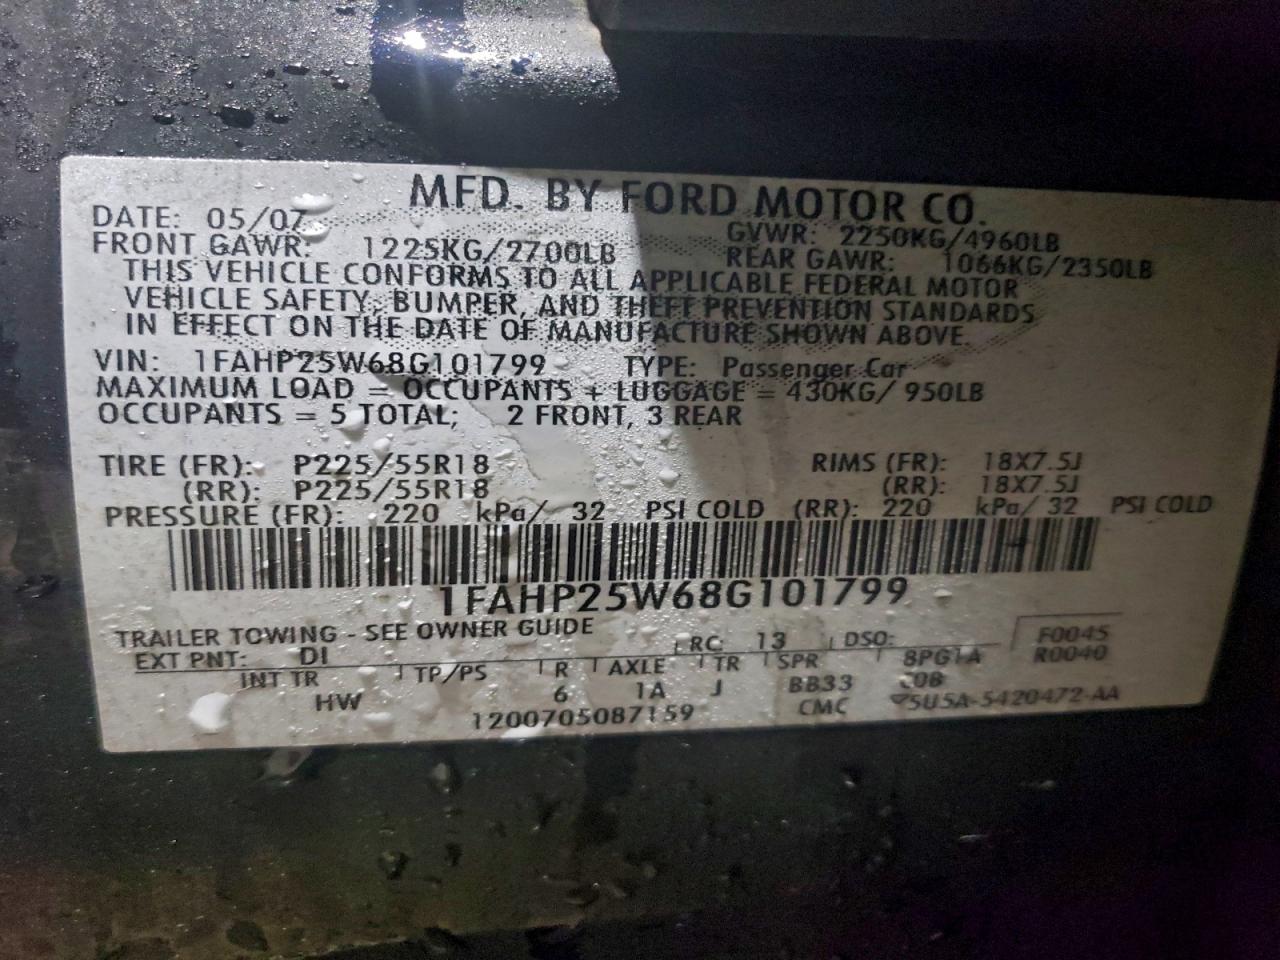 MFD. BY FORD MOTOR CO.
DATE: 05/07 GVWR: 2250KG/4960LB
FRONT GAWR: 1225KG/2700LB REAR GAWR: 1066KG/2350LB
THIS VEHICLE CONFORMS TO ALL APPLICABLE FEDERAL MOTOR
VEHICLE SAFETY, BUMPER, AND THEFT PREVENTION STANDARDS
IN EFFECT ON THE DATE OF MANUFACTURE SHOWN ABOVE.
VIN: 1FAHP25W68G101799 TYPE: Passenger Car
MAXIMUM LOAD = OCCUPANTS + LUGGAGE = 430KG/ 950LB
OCCUPANTS = 5 TOTAL; 2 FRONT, 3 REAR
TIRE (FR): P225/55R18 RIMS (FR): 18X7.5J
(RR): P225/55R18 (RR): 18X7.5J
PRESSURE (FR): 220 kPa/ 32 PSI COLD (RR): 220 kPa/ 32 PSI COLD
1FAHP25W68G101799
TRAILER TOWING - SEE OWNER GUIDE
EXT PNT: DI RC: 13 DSO: F0045
INT TR TP/PS R AXLE TR SPR 8PG1A R0040
HW 6 1A J BB33
1200705087159 CMC 5U5A-5420472-AA